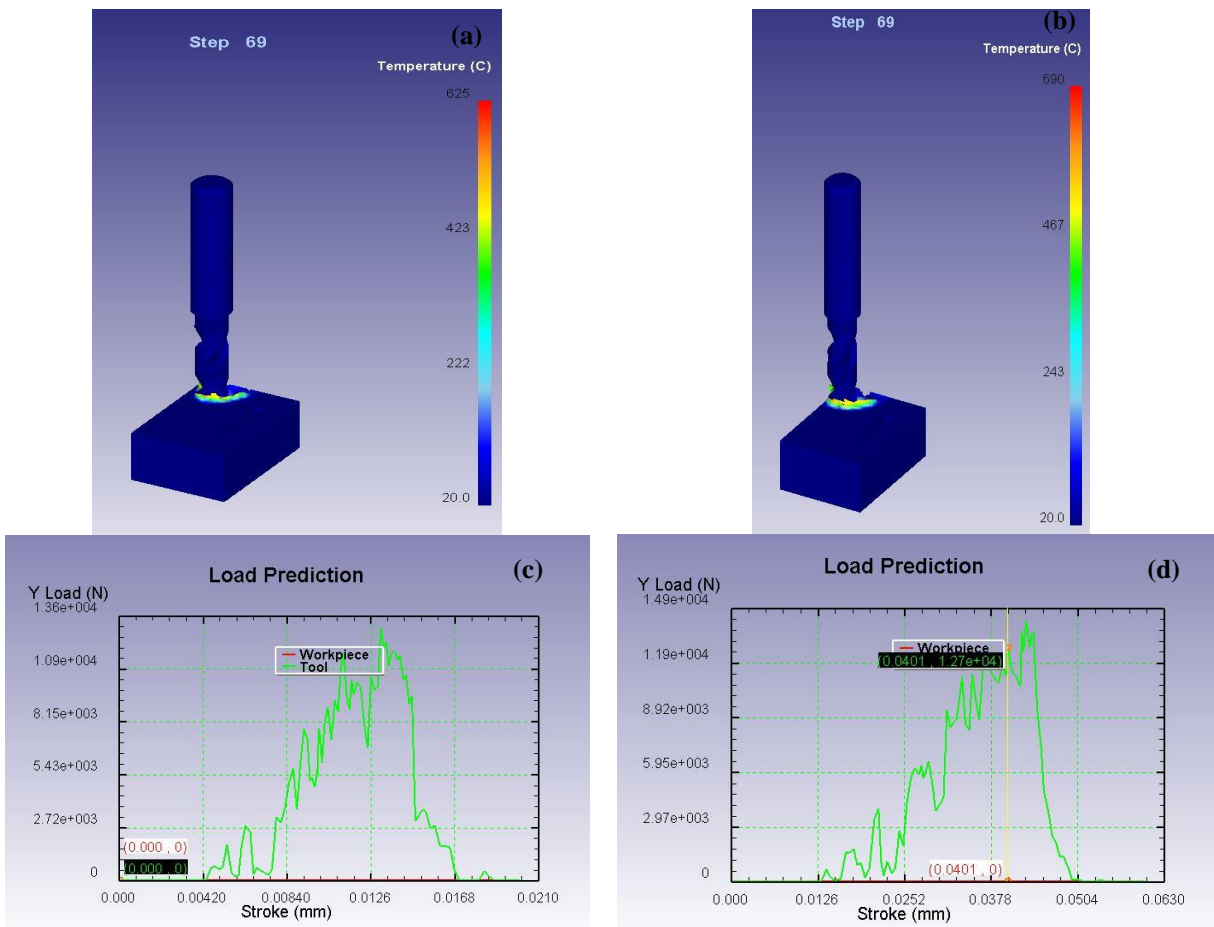 Step 69
(a)
Temperature (C)
625
423
222
20.0
Step 69
(b)
Temperature (C)
690
467
243
20.0
Load Prediction
(c)
Y Load (N)
1.36e+004
1.09e+004
8.15e+003
5.43e+003
2.72e+003
0
Workpiece
Tool
(0.000 , 0)
(0.000 , 0)
0.000 0.00420 0.00840 0.0126 0.0168 0.0210
Stroke (mm)
Load Prediction
(d)
Y Load (N)
1.49e+004
1.19e+004
8.92e+003
5.95e+003
2.97e+003
0
Workpiece
(0.0401 , 1.27e+04)
(0.0401 , 0)
0.000 0.0126 0.0252 0.0378 0.0504 0.0630
Stroke (mm)